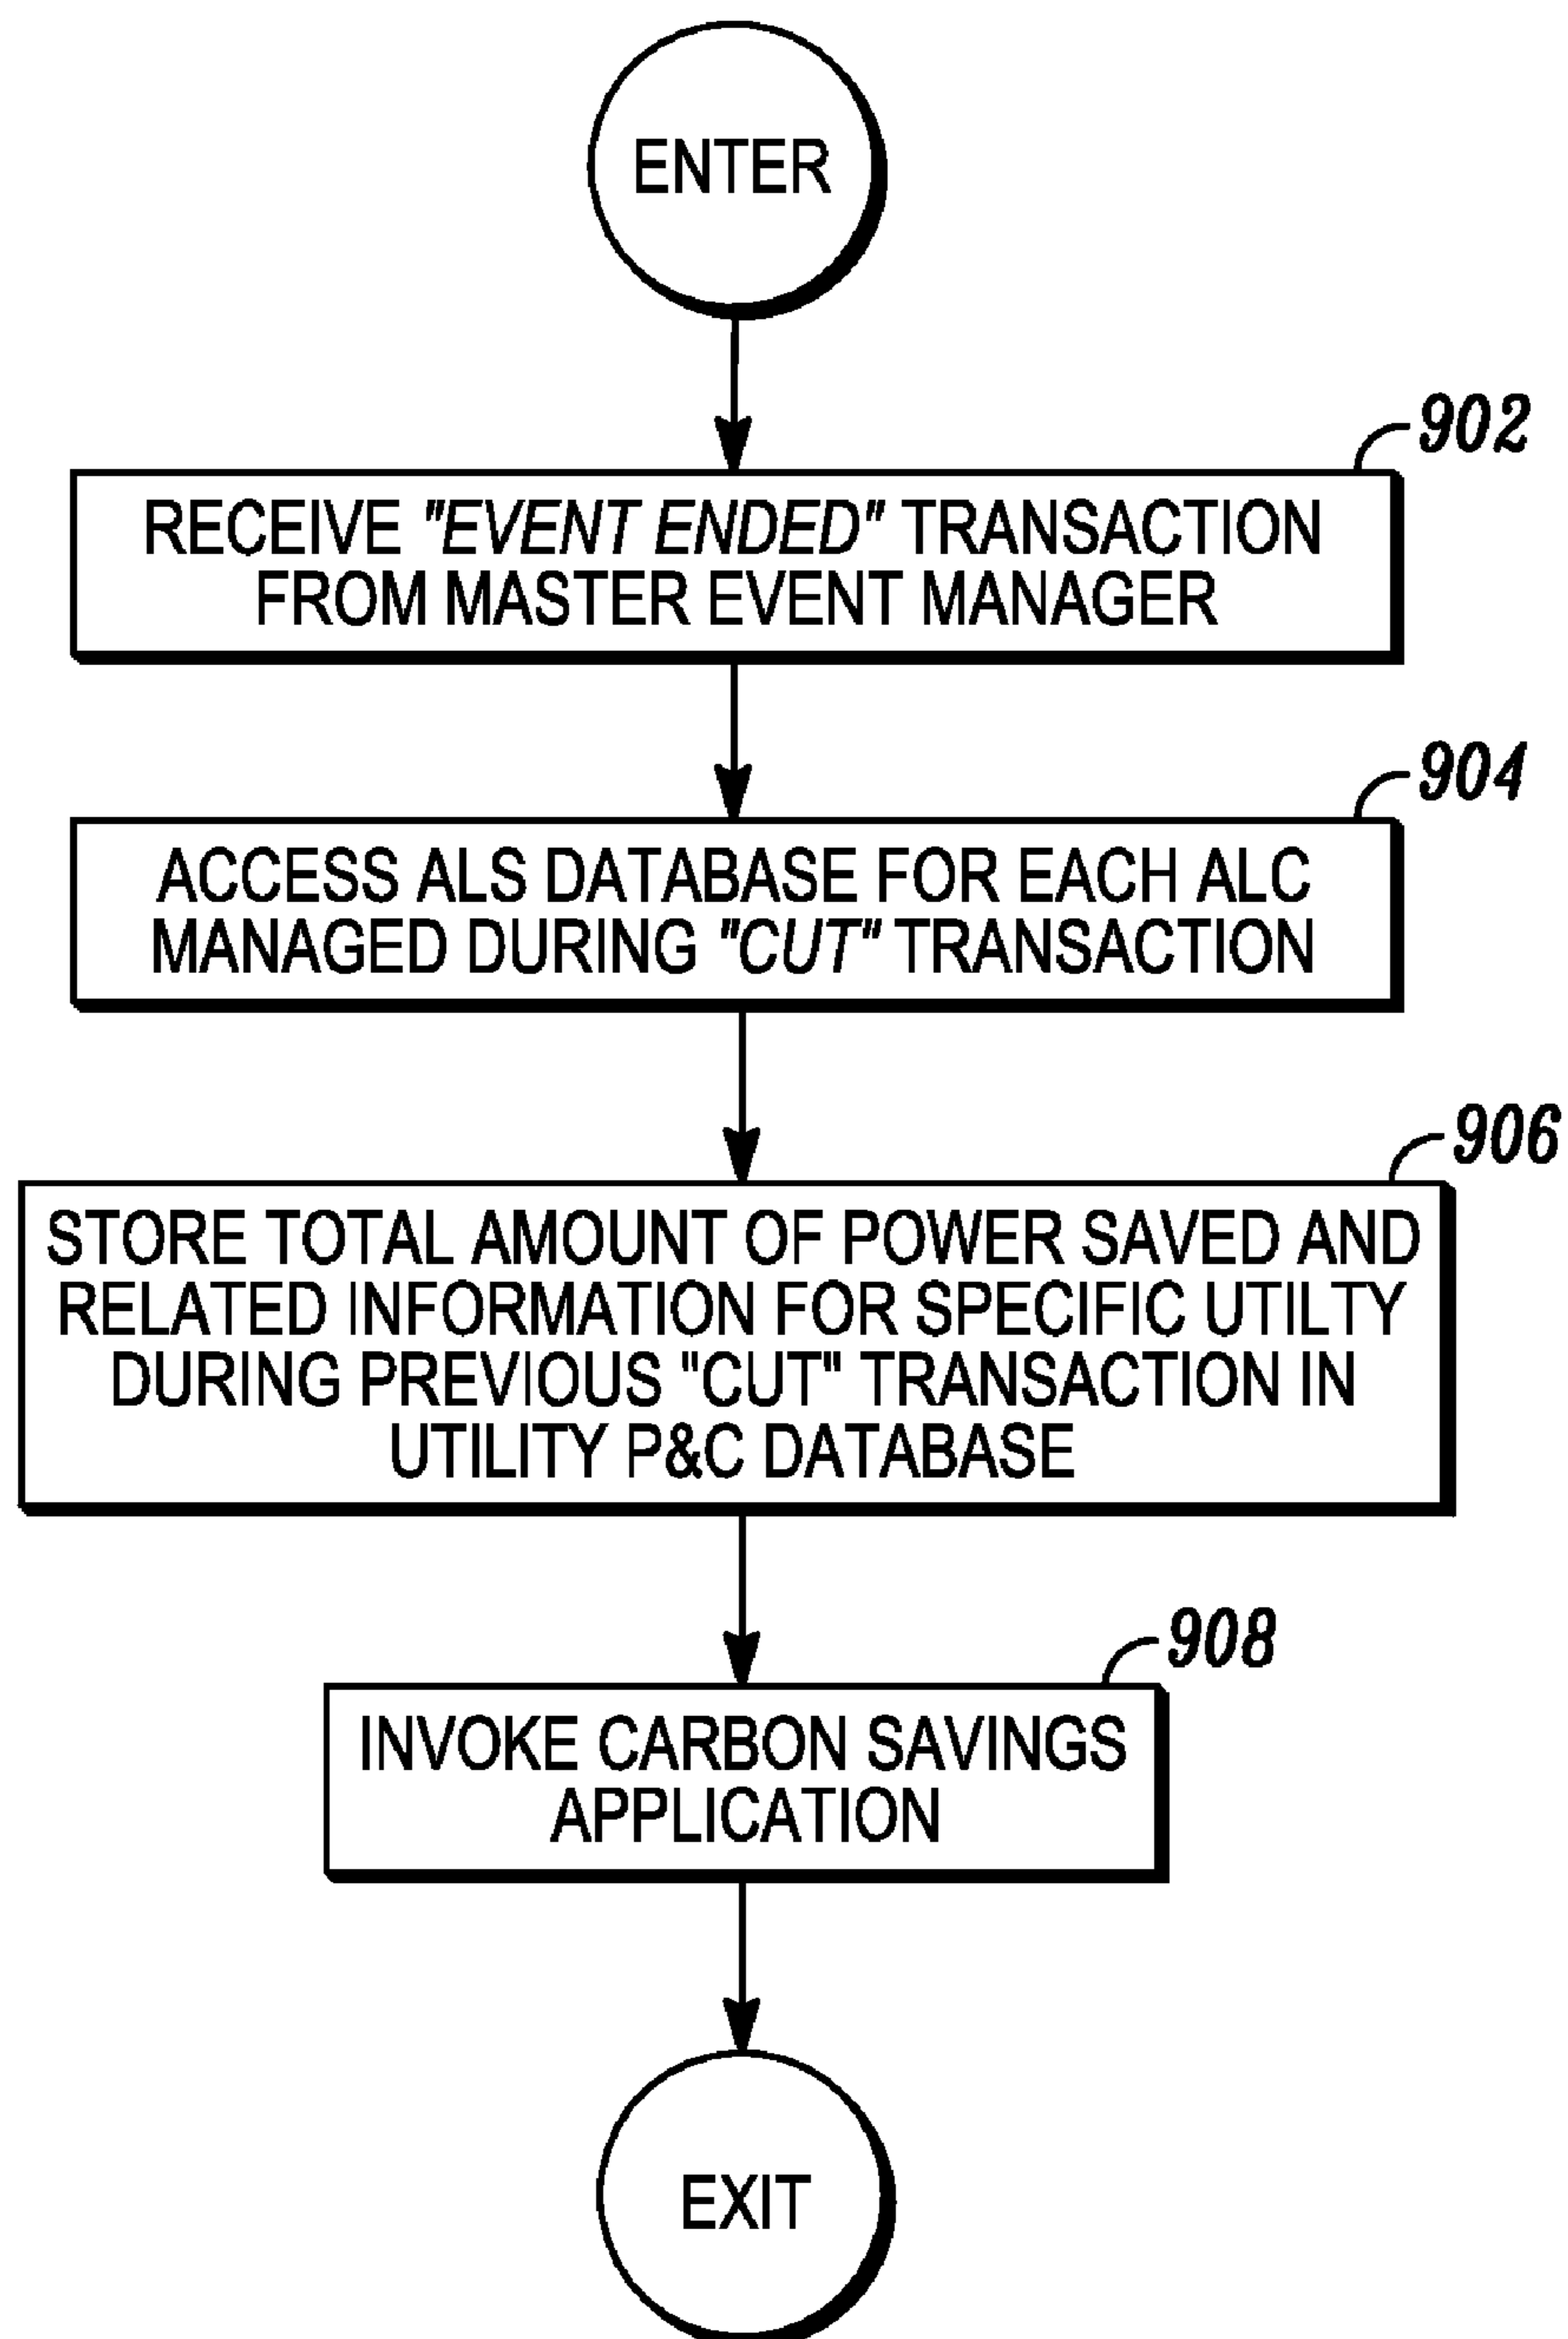 ENTER
902
RECEIVE "EVENT ENDED" TRANSACTION
FROM MASTER EVENT MANAGER
904
ACCESS ALS DATABASE FOR EACH ALC
MANAGED DURING "CUT" TRANSACTION
906
STORE TOTAL AMOUNT OF POWER SAVED AND
RELATED INFORMATION FOR SPECIFIC UTILTY
DURING PREVIOUS "CUT" TRANSACTION IN
UTILITY P&C DATABASE
908
INVOKE CARBON SAVINGS
APPLICATION
EXIT